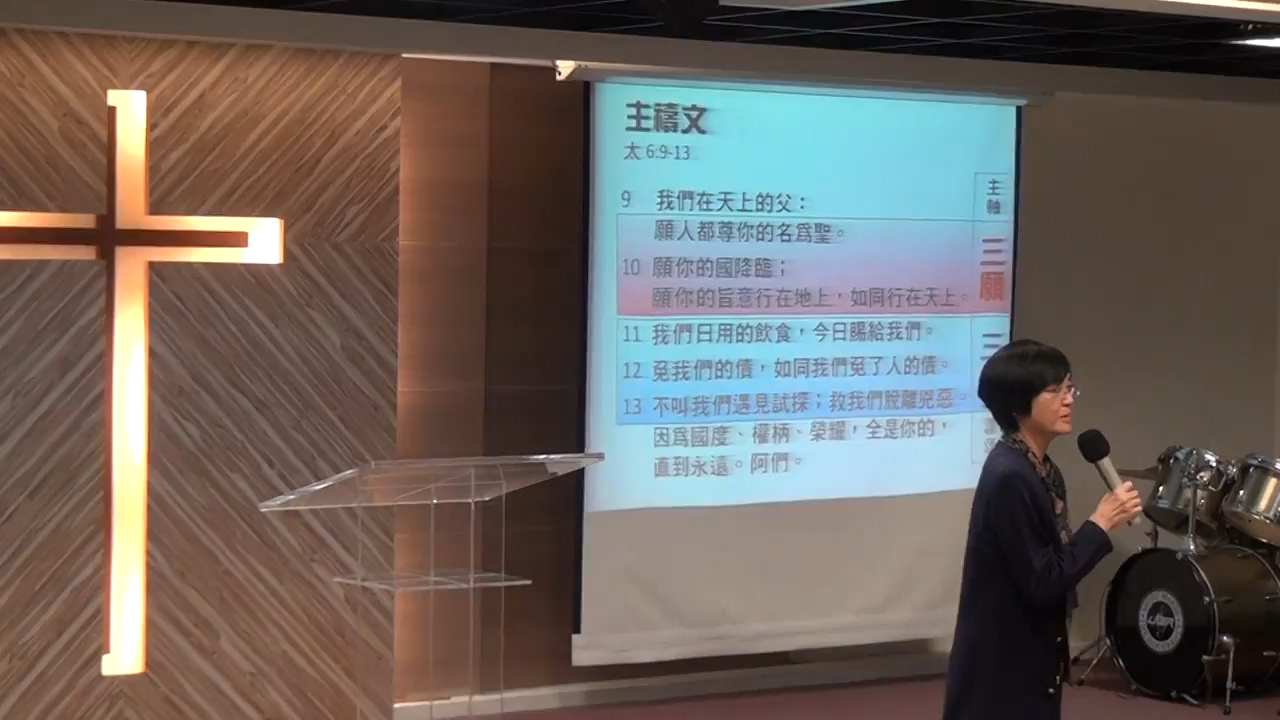 主禱文
太 6:9-13
主軸
9 我們在天上的父：
願人都尊你的名為聖。
10 願你的國降臨；
願你的旨意行在地上，如同行在天上。
三願
11 我們日用的飲食，今日賜給我們。
12 免我們的債，如同我們免了人的債。
13 不叫我們遇見試探；救我們脫離兇惡。
因為國度、權柄、榮耀，全是你的，
直到永遠。阿們。